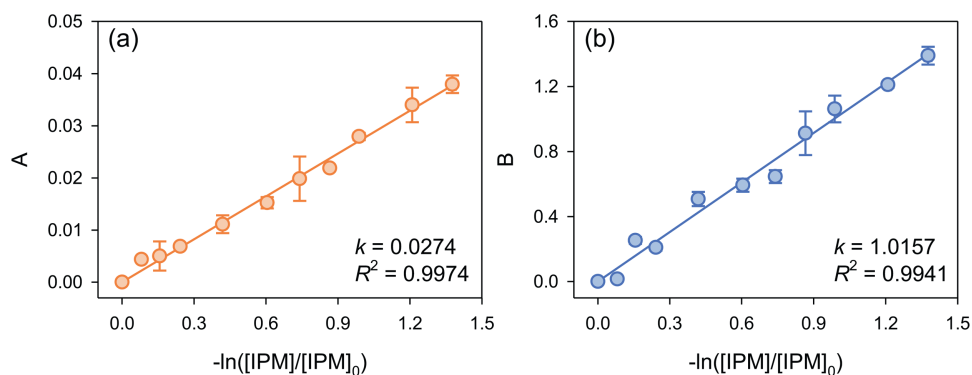 (a)
A
0.05
0.04
0.03
0.02
0.01
0.00
k = 0.0274
R² = 0.9974
0.0 0.3 0.6 0.9 1.2 1.5
-ln([IPM]/[IPM]₀)
(b)
B
1.6
1.2
0.8
0.4
0.0
k = 1.0157
R² = 0.9941
0.0 0.3 0.6 0.9 1.2 1.5
-ln([IPM]/[IPM]₀)